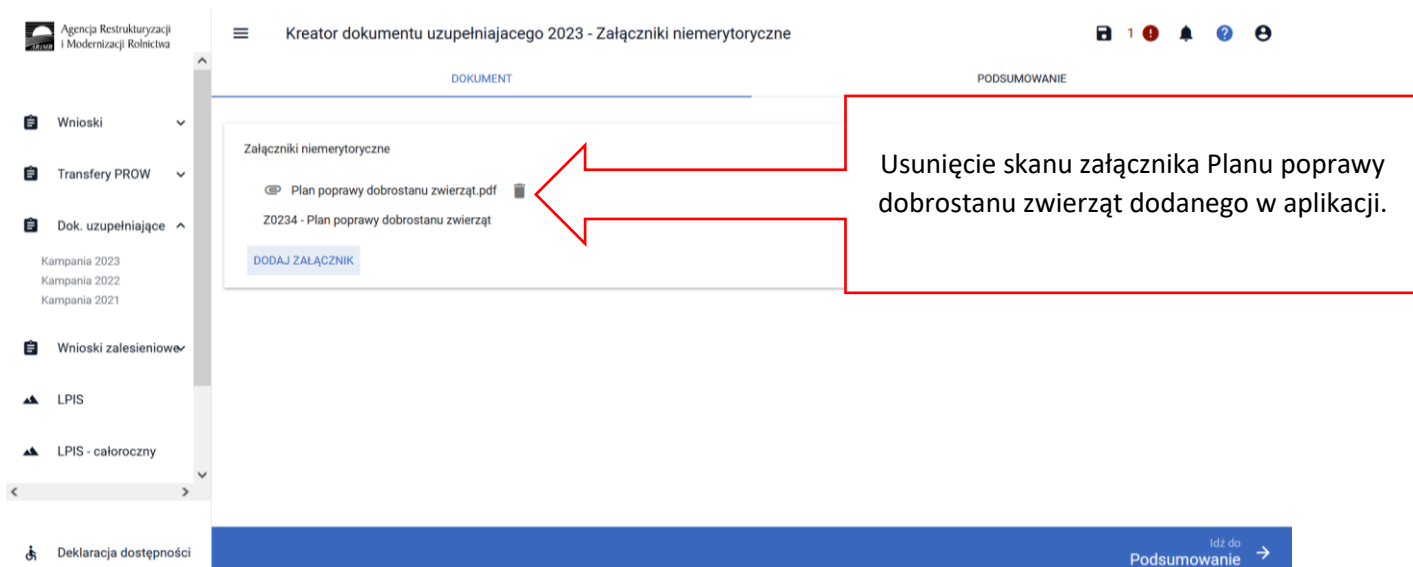 Agencja Restrukturyzacji
i Modernizacji Rolnictwa
Kreator dokumentu uzupełniajacego 2023 - Załączniki niemerytoryczne
1
DOKUMENT
PODSUMOWANIE
Wnioski
Transfery PROW
Dok. uzupełniające
Kampania 2023
Kampania 2022
Kampania 2021
Wnioski zalesieniowe
LPIS
LPIS - całoroczny
Deklaracja dostępności
Załączniki niemerytoryczne
Plan poprawy dobrostanu zwierząt.pdf
Z0234 - Plan poprawy dobrostanu zwierząt
DODAJ ZAŁĄCZNIK
Usunięcie skanu załącznika Planu poprawy
dobrostanu zwierząt dodanego w aplikacji.
Idź do
Podsumowanie